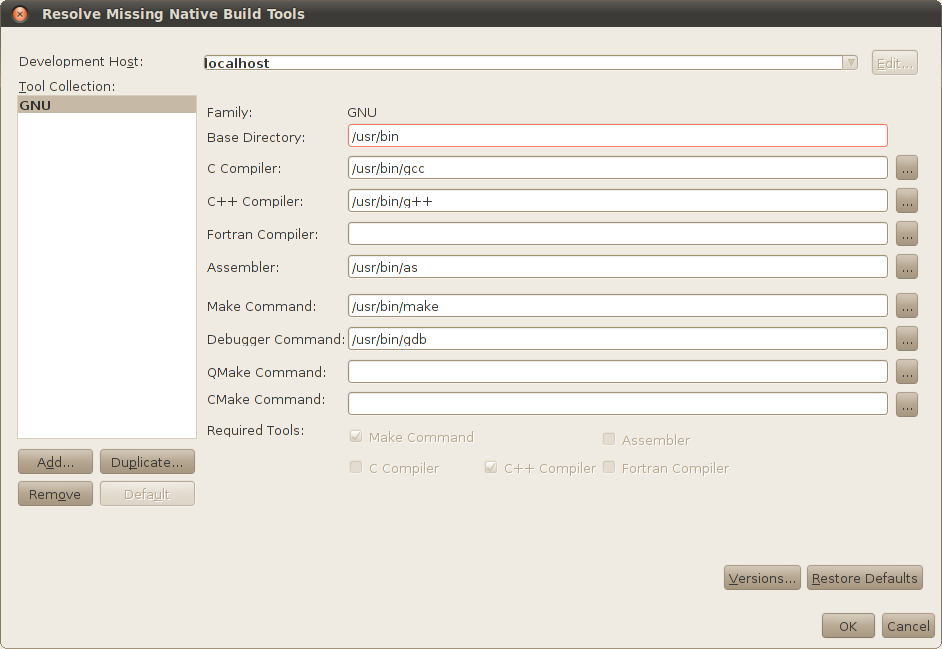 Resolve Missing Native Build Tools
Development Host: localhost Edit...
Tool Collection:
GNU
Family: GNU
Base Directory: /usr/bin
C Compiler: /usr/bin/gcc ...
C++ Compiler: /usr/bin/g++ ...
Fortran Compiler: ...
Assembler: /usr/bin/as ...
Make Command: /usr/bin/make ...
Debugger Command: /usr/bin/gdb ...
QMake Command: ...
CMake Command: ...
Required Tools: Make Command Assembler
C Compiler C++ Compiler Fortran Compiler
Add... Duplicate...
Remove Default
Versions... Restore Defaults
OK Cancel